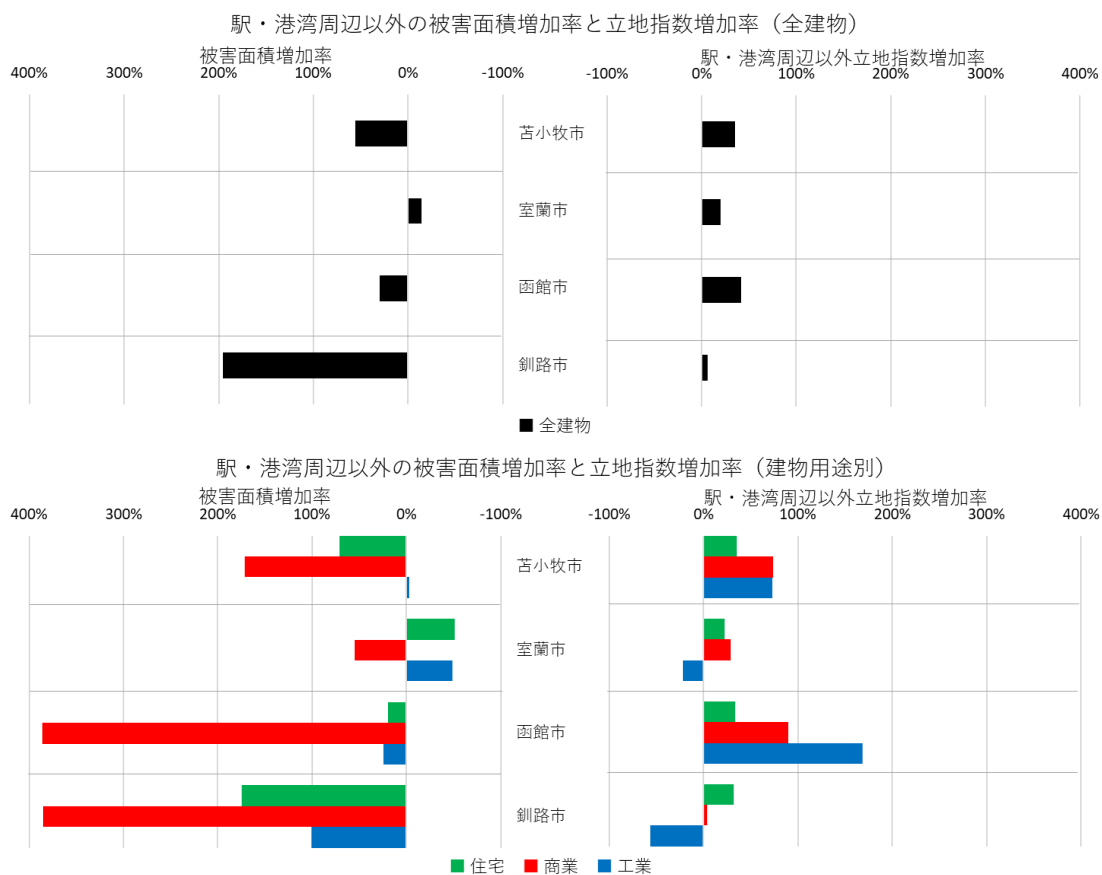 駅・港湾周辺以外の被害面積増加率と立地指数増加率（全建物）
被害面積増加率 駅・港湾周辺以外立地指数増加率
400% 300% 200% 100% 0% -100% -100% 0% 100% 200% 300% 400%
苫小牧市
室蘭市
函館市
釧路市
全建物
駅・港湾周辺以外の被害面積増加率と立地指数増加率（建物用途別）
被害面積増加率 駅・港湾周辺以外立地指数増加率
400% 300% 200% 100% 0% -100% -100% 0% 100% 200% 300% 400%
苫小牧市
室蘭市
函館市
釧路市
住宅 商業 工業